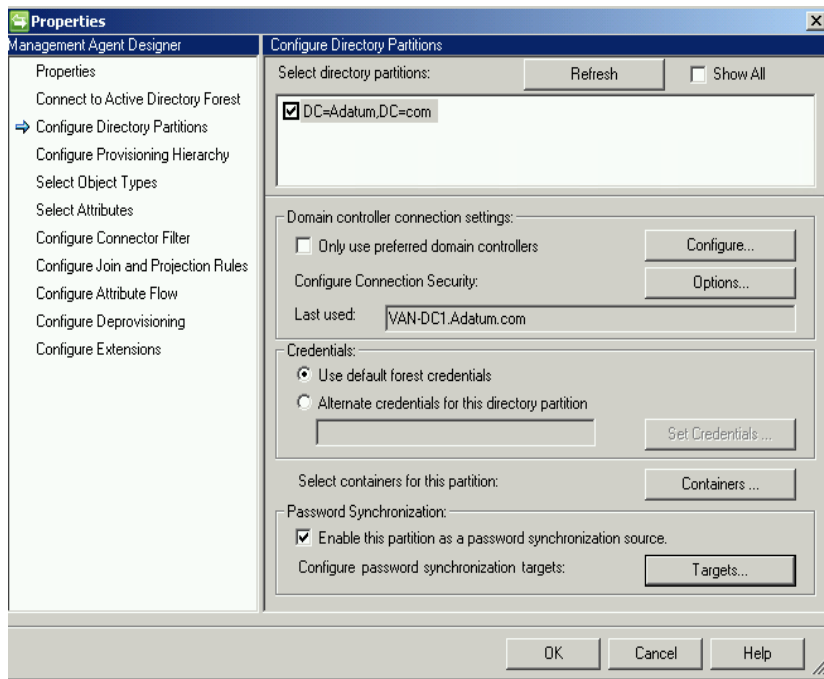 Properties
Management Agent Designer
Properties
Connect to Active Directory Forest
Configure Directory Partitions
Configure Provisioning Hierarchy
Select Object Types
Select Attributes
Configure Connector Filter
Configure Join and Projection Rules
Configure Attribute Flow
Configure Deprovisioning
Configure Extensions
Configure Directory Partitions
Select directory partitions:
Refresh
Show All
DC=Adatum,DC=com
Domain controller connection settings:
Only use preferred domain controllers
Configure...
Configure Connection Security:
Options...
Last used:
VAN-DC1.Adatum.com
Credentials:
Use default forest credentials
Alternate credentials for this directory partition
Set Credentials ...
Select containers for this partition:
Containers ...
Password Synchronization:
Enable this partition as a password synchronization source.
Configure password synchronization targets:
Targets...
OK
Cancel
Help